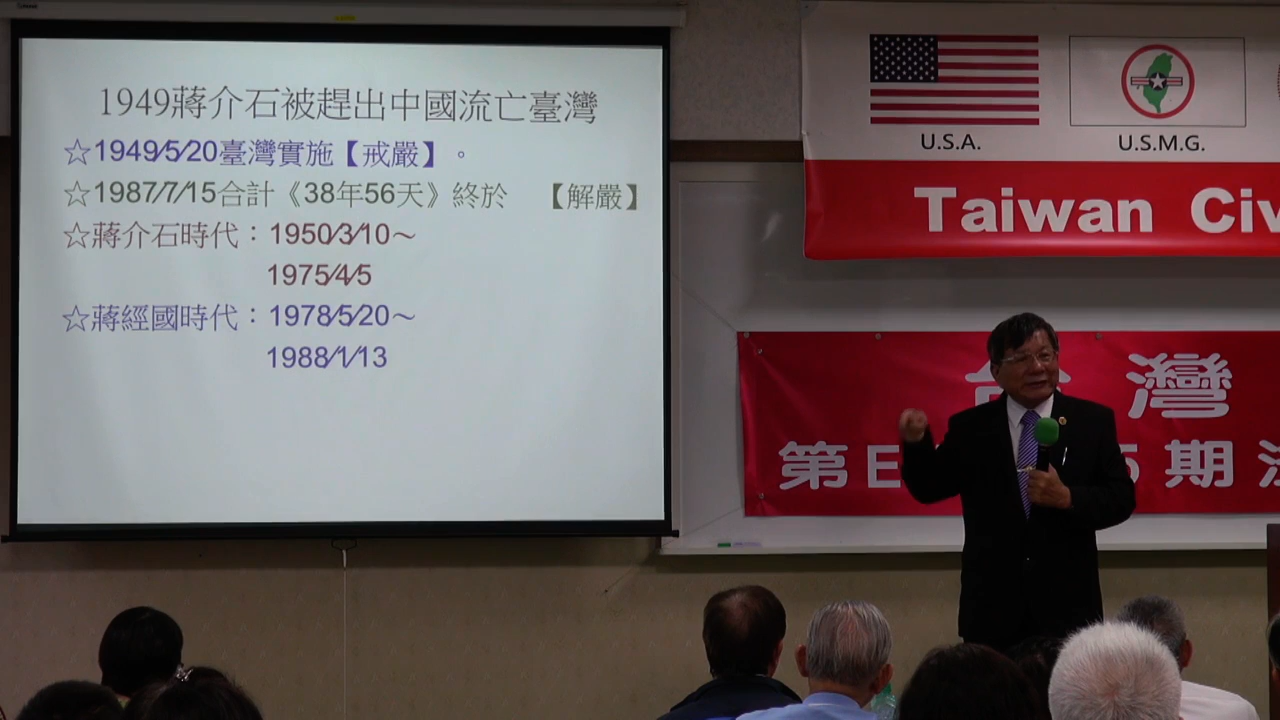 1949蔣介石被趕出中國流亡臺灣
☆1949/5/20臺灣實施【戒嚴】。
☆1987/7/15合計《38年56天》終於 【解嚴】
☆蔣介石時代：1950/3/10～
1975/4/5
☆蔣經國時代：1978/5/20～
1988/1/13
U.S.A.
U.S.M.G.
Taiwan Civ
台灣
第E 5期